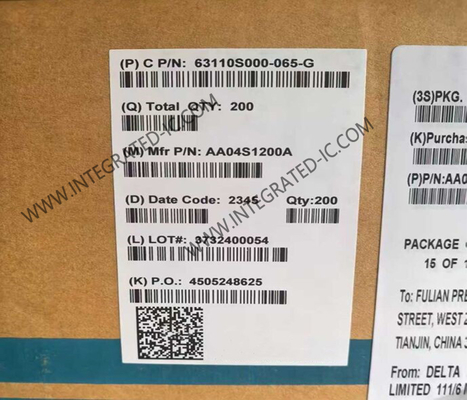 (P) C P/N: 63110S000-065-G
(Q) Total QTY: 200
(M) Mfr P/N: AA04S1200A
(D) Date Code: 2345 Qty:200
(L) LOT#: 3732400054
(K) P.O.: 4505248625
(3S)PKG.
(K)Purcha
(P)P/N:AA0
PACKAGE
15 OF 1
To: FULIAN PRE
STREET, WEST Z
TIANJIN, CHINA 3
From: DELTA
LIMITED 111/6 M
WWW.INTEGRATED-IC.COM
WWW.INTEGRATED-IC.COM